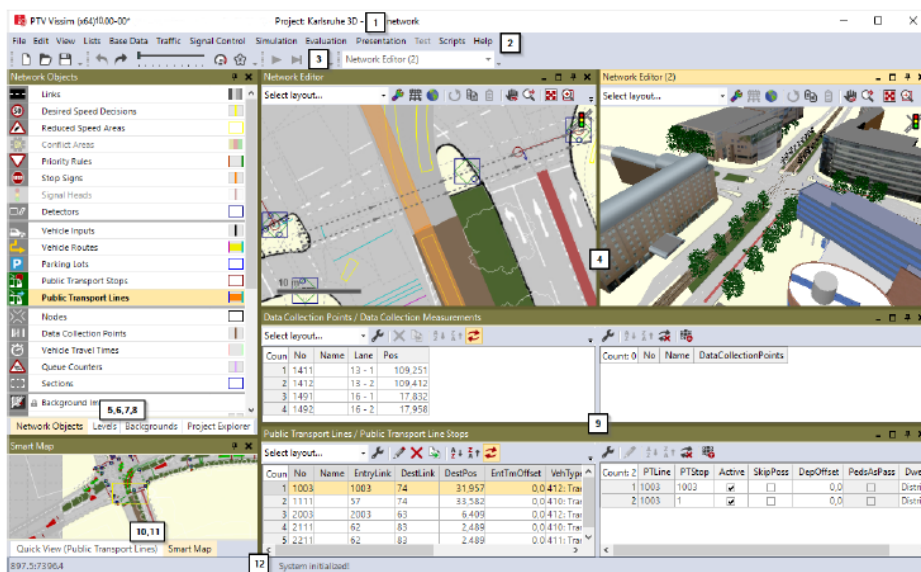 PTV Vissim (x64)10.00-00* Project: Karlsruhe 3D - 1 network
File Edit View Lists Base Data Traffic Signal Control Simulation Evaluation Presentation Test Scripts Help 2
3 Network Editor (2)
Network Objects
Links
Desired Speed Decisions
Reduced Speed Areas
Conflict Areas
Priority Rules
Stop Signs
Signal Heads
Detectors
Vehicle Inputs
Vehicle Routes
Parking Lots
Public Transport Stops
Public Transport Lines
Nodes
Data Collection Points
Vehicle Travel Times
Queue Counters
Sections
Background
5,6,7,8
Network Objects Levels Backgrounds Project Explorer
Smart Map
10,11
Quick View (Public Transport Lines) Smart Map
Network Editor
Select layout...
10 m
Network Editor (2)
Select layout...
4
Data Collection Points / Data Collection Measurements
Select layout...
Coun No Name Lane Pos
1 1411 13 - 1 109,251
2 1412 13 - 2 109,412
3 1491 16 - 1 17,832
4 1492 16 - 2 17,958
Count: 0 No Name DataCollectionPoints
9
Public Transport Lines / Public Transport Line Stops
Select layout...
Coun No Name EntryLink DestLink DestPos EntTmOffset VehType
1 1003 1003 74 31,957 0,0 412: Tra
2 1111 57 74 33,582 0,0 410: Tra
3 2003 2003 63 6,409 0,0 412: Tra
4 2111 62 83 2,489 0,0 410: Tra
5 2211 62 83 2,489 0,0 411: Tra
Count: 2 PTLine PTStop Active SkipPoss DepOffset PedsAsPass Dwe
1 1003 1003 0,0 Distri
2 1003 1 0,0 Distri
897.5:7396.4 12 System initialized!